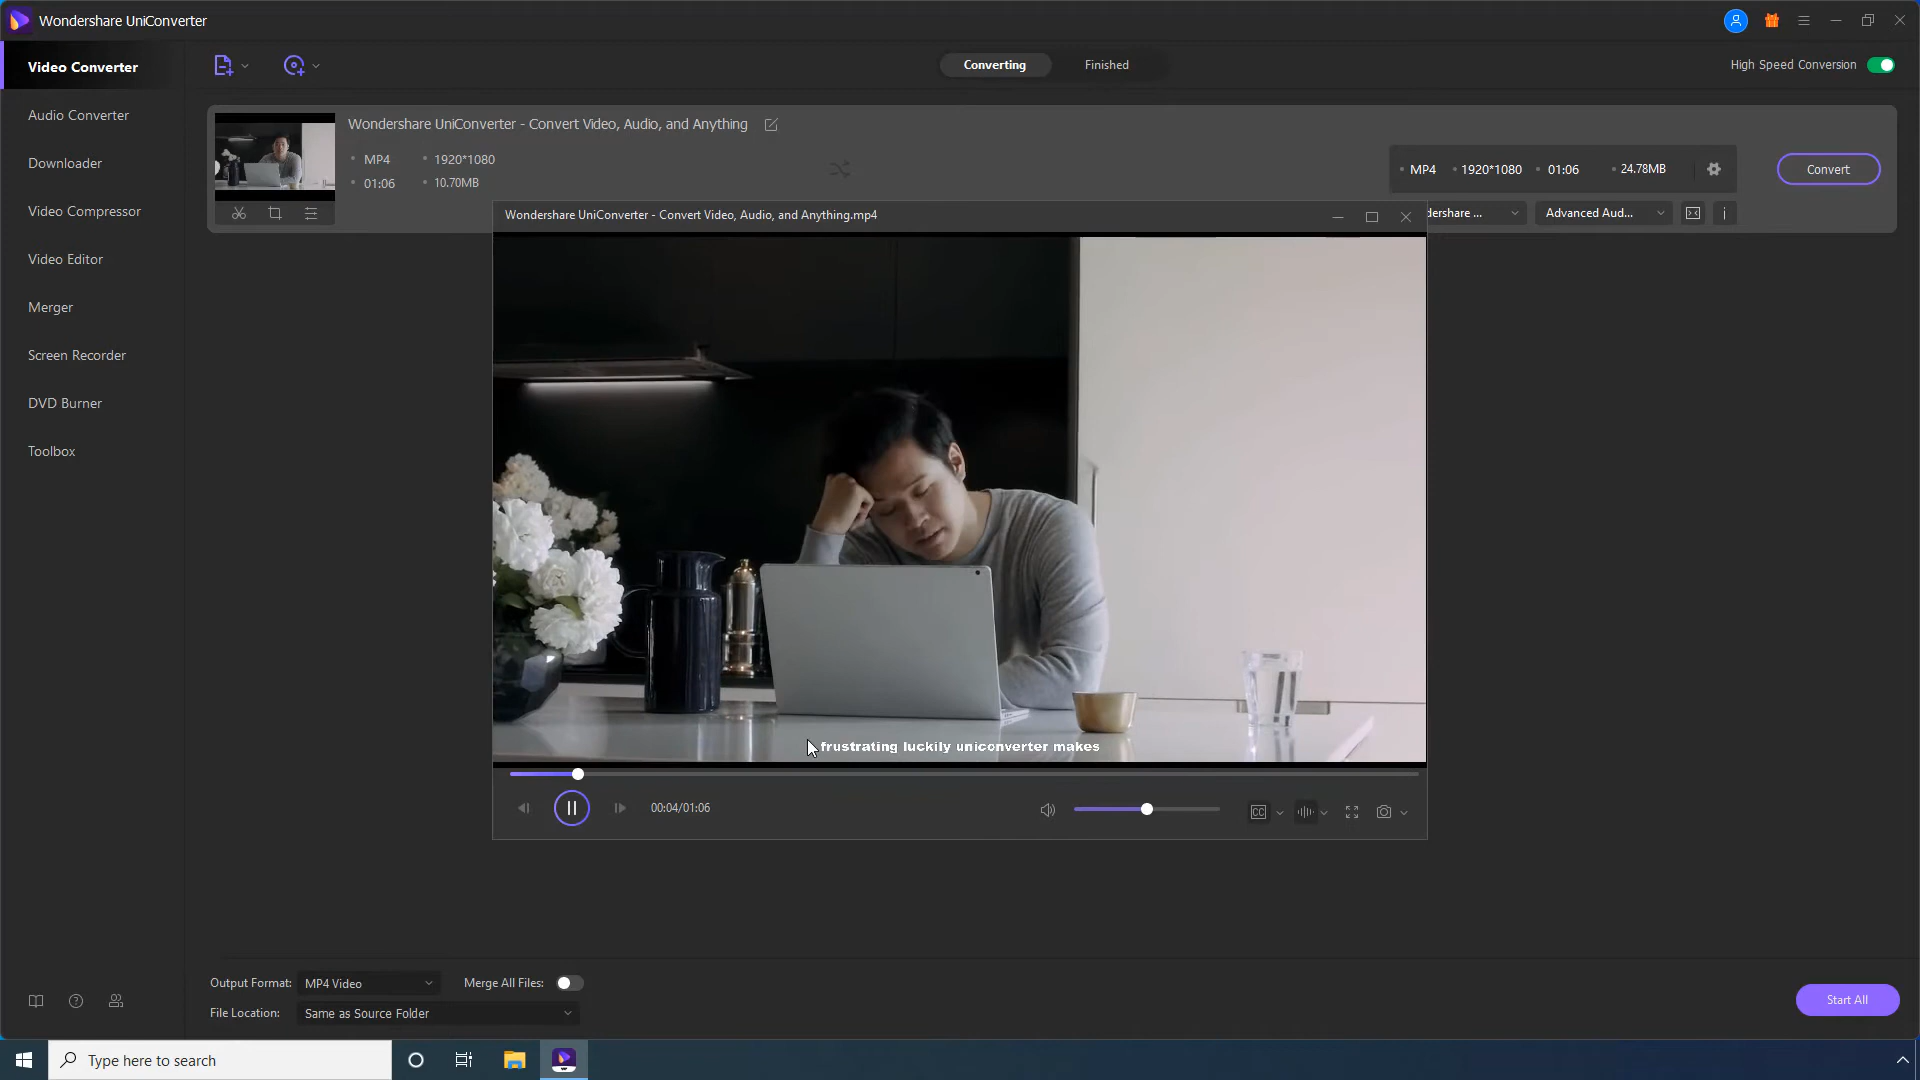 Wondershare UniConverter
Video Converter
Audio Converter
Downloader
Video Compressor
Video Editor
Merger
Screen Recorder
DVD Burner
Toolbox
Converting
Finished
High Speed Conversion
Wondershare UniConverter - Convert Video, Audio, and Anything
MP4
1920*1080
01:06
10.70MB
MP4
1920*1080
01:06
24.78MB
Convert
dershare ...
Advanced Aud...
Wondershare UniConverter - Convert Video, Audio, and Anything.mp4
frustrating luckily uniconverter makes
00:04/01:06
CC
Output Format:
MP4 Video
Merge All Files:
File Location:
Same as Source Folder
Start All
Type here to search